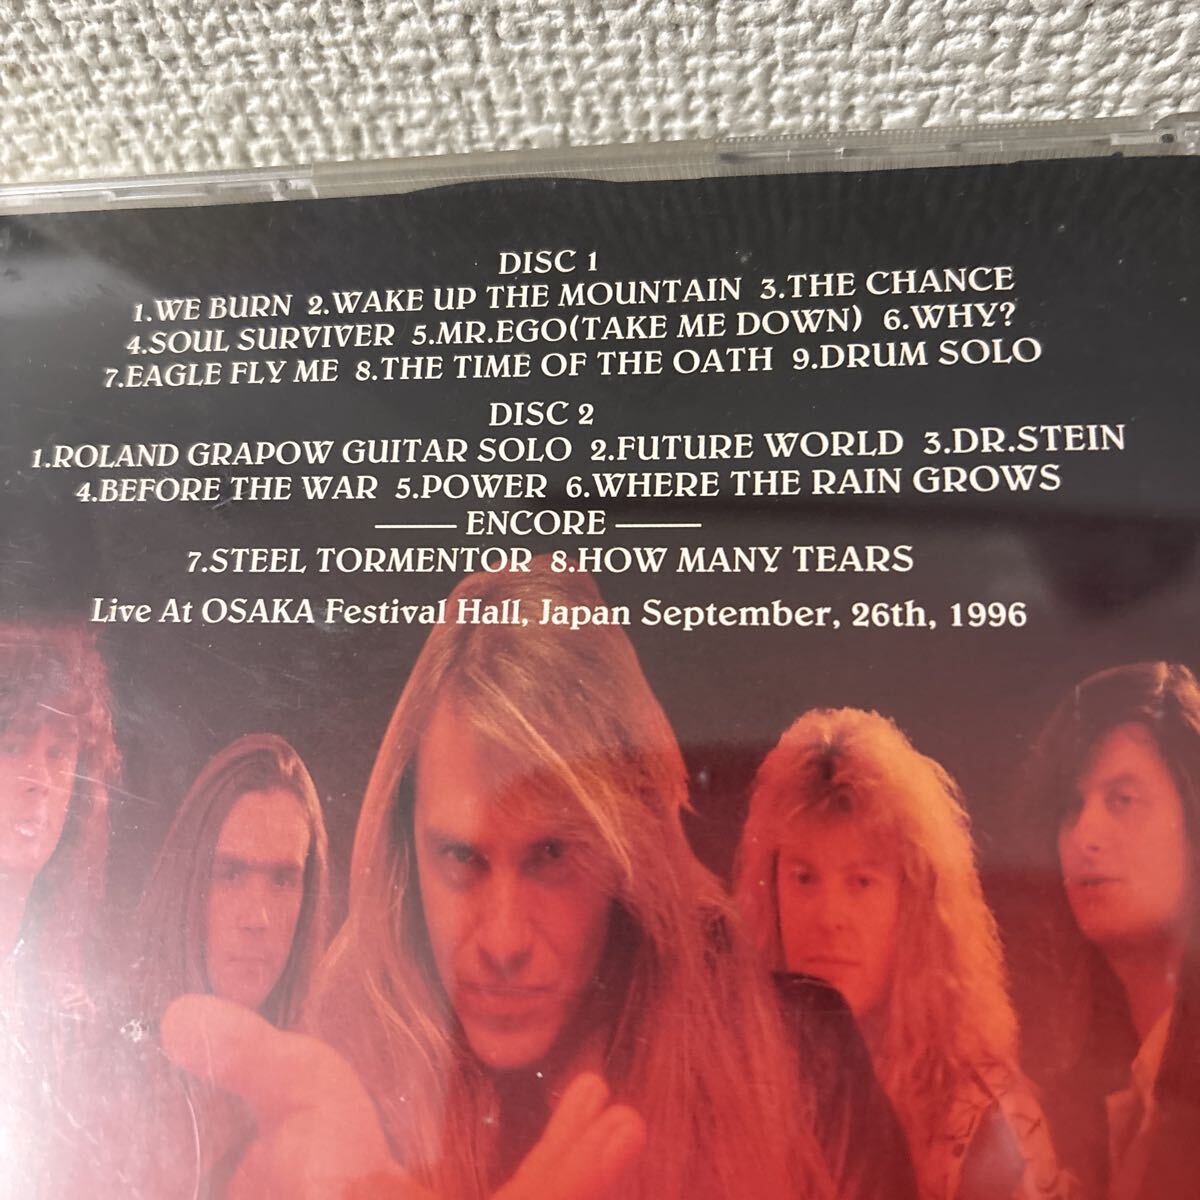 DISC 1
1.WE BURN 2.WAKE UP THE MOUNTAIN 3.THE CHANCE
4.SOUL SURVIVER 5.MR.EGO(TAKE ME DOWN) 6.WHY?
7.EAGLE FLY ME 8.THE TIME OF THE OATH 9.DRUM SOLO
DISC 2
1.ROLAND GRAPOW GUITAR SOLO 2.FUTURE WORLD 3.DR.STEIN
4.BEFORE THE WAR 5.POWER 6.WHERE THE RAIN GROWS
—— ENCORE ——
7.STEEL TORMENTOR 8.HOW MANY TEARS
Live At OSAKA Festival Hall, Japan September, 26th, 1996